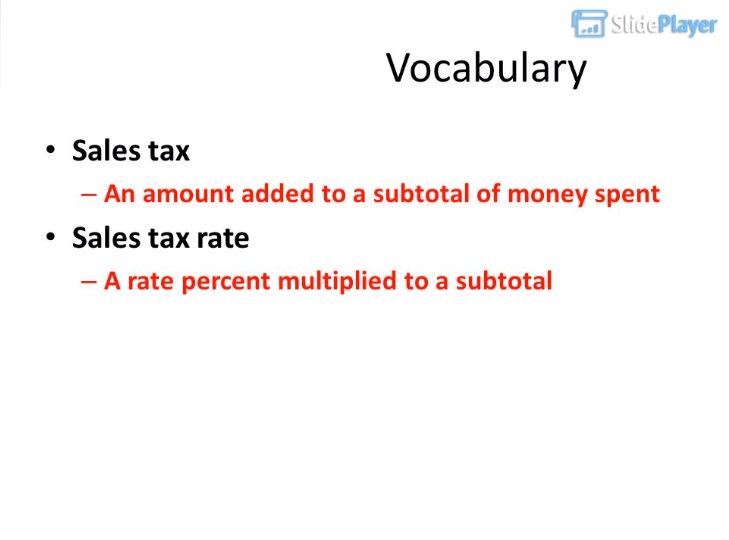 SlidePlayer
Vocabulary
• Sales tax
– An amount added to a subtotal of money spent
• Sales tax rate
– A rate percent multiplied to a subtotal